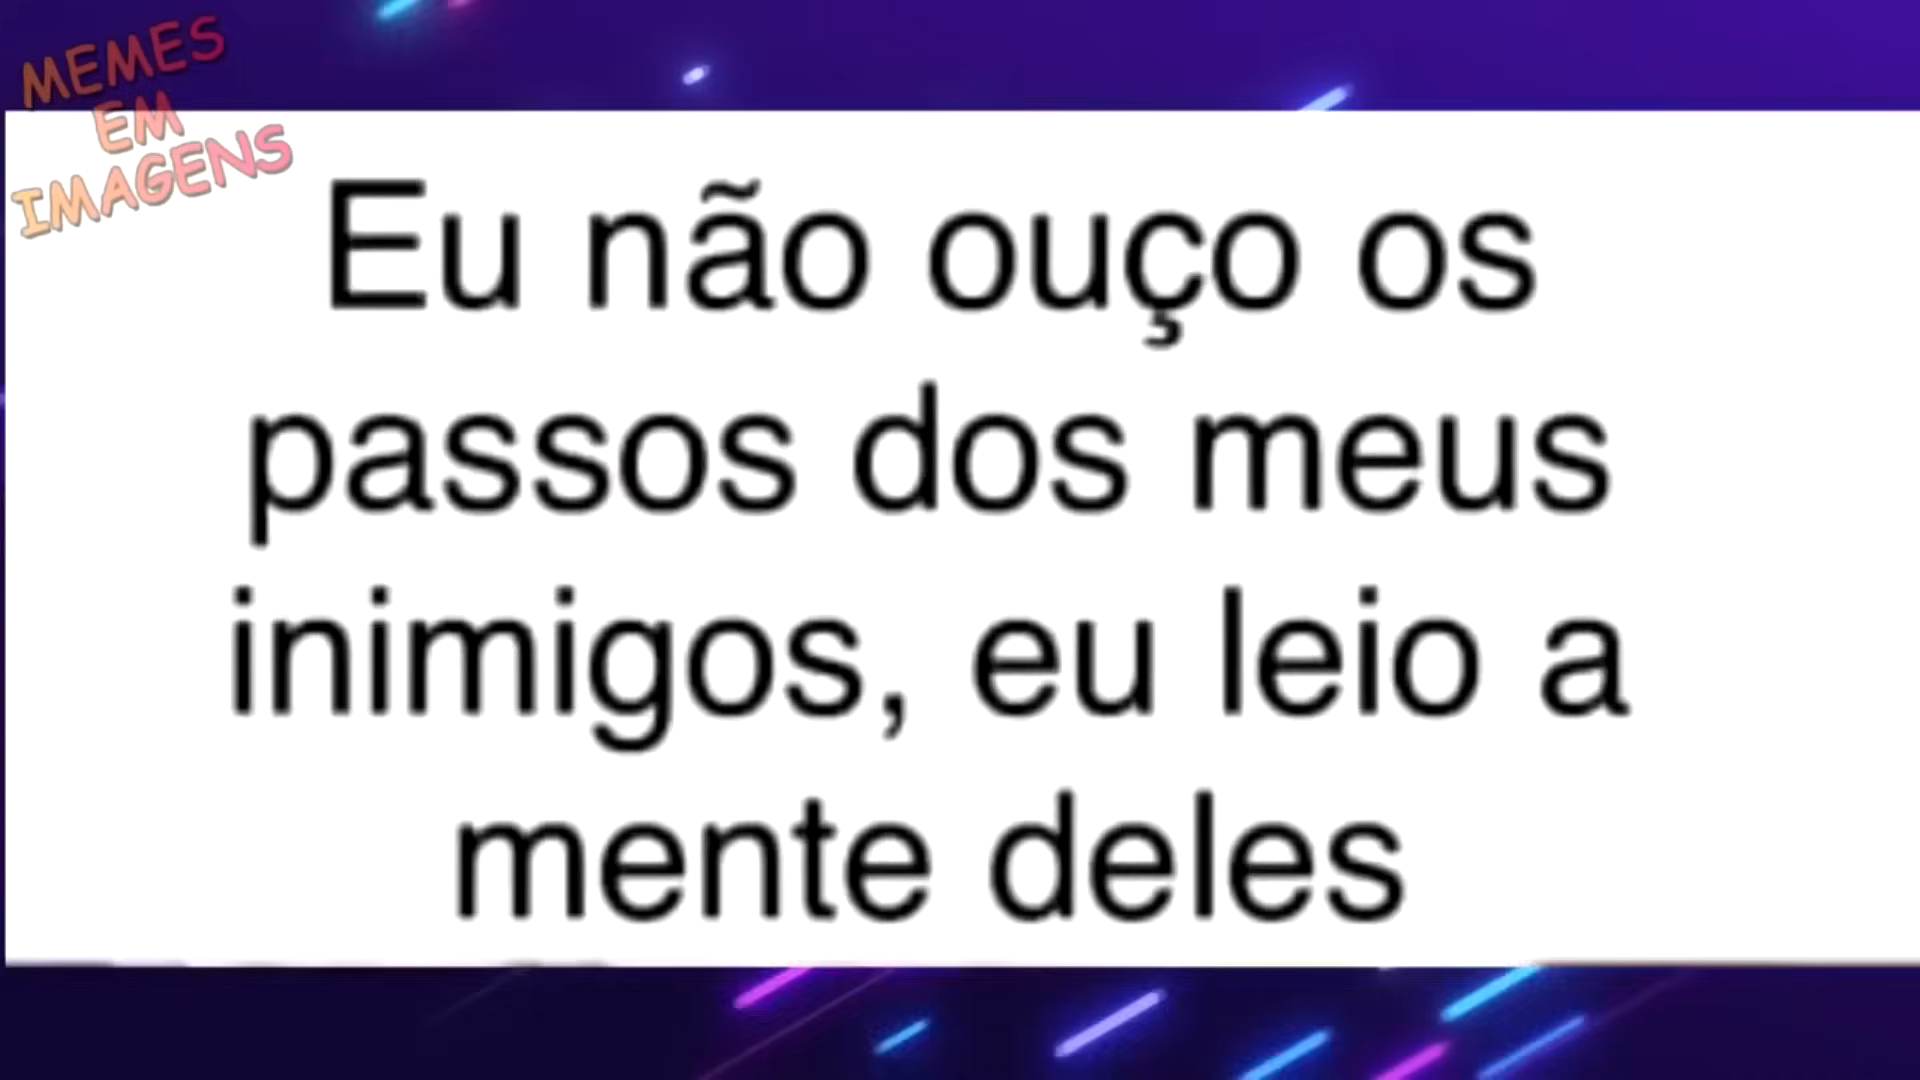 MEMES
EM
IMAGENS
Eu não ouço os
passos dos meus
inimigos, eu leio a
mente deles